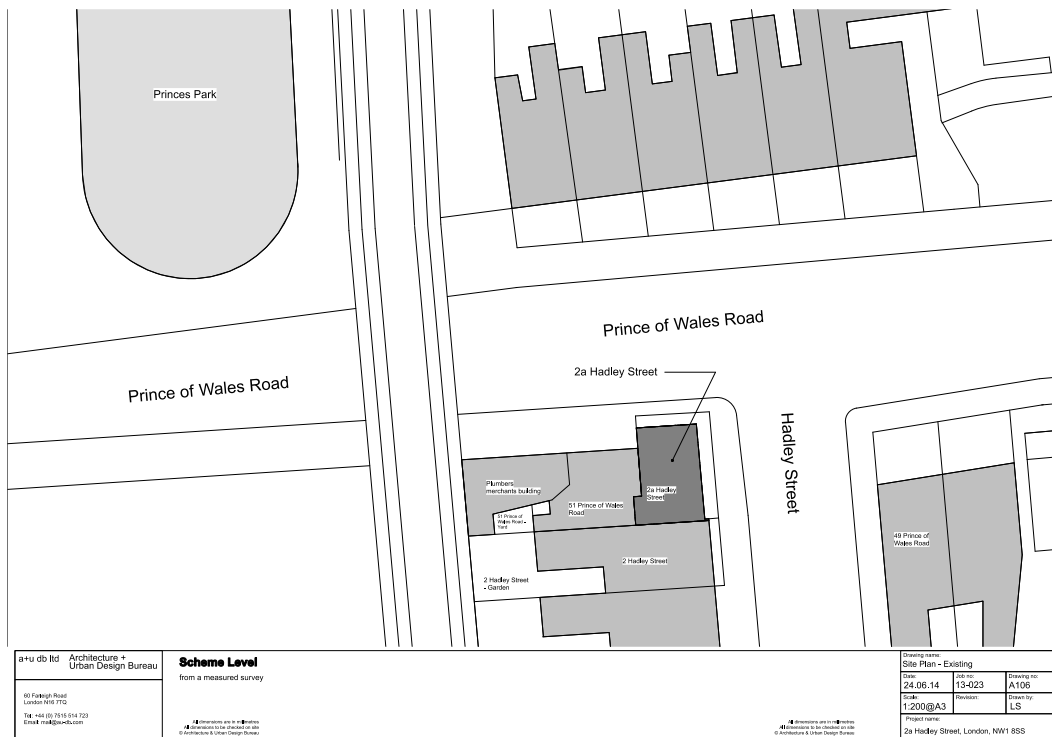 Princes Park
Prince of Wales Road
Prince of Wales Road
2a Hadley Street
Hadley Street
Plumbers
merchants building
51 Prince of
Wales Road -
Yard
51 Prince of Wales
Road
2a Hadley
Street
2 Hadley Street
2 Hadley Street
- Garden
49 Prince of
Wales Road
a+u db ltd
Architecture +
Urban Design Bureau
60 Farleigh Road
London N16 7TQ
Tel: +44 (0) 7515 514 723
Email: mail@au-db.com
Scheme Level
from a measured survey
All dimensions are in millimetres
All dimensions to be checked on site
© Architecture & Urban Design Bureau
All dimensions are in millimetres
All dimensions to be checked on site
© Architecture & Urban Design Bureau
Drawing name:
Site Plan - Existing
Date:
24.06.14
Job no:
13-023
Drawing no:
A106
Scale:
1:200@A3
Revision:
Drawn by:
LS
Project name:
2a Hadley Street, London, NW1 8SS